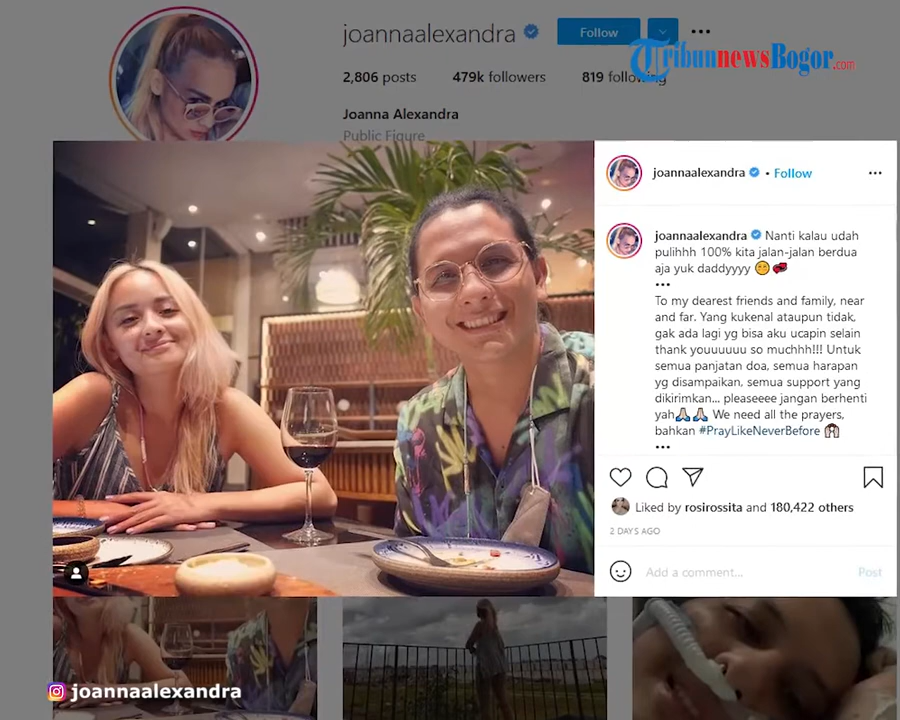 joannaalexandra
Follow
TribunnewsBogor.com
2,806 posts
479k followers
819 following
Joanna Alexandra
Public Figure
joannaalexandra • Follow
joannaalexandra Nanti kalau udah
pulihhh 100% kita jalan-jalan berdua
aja yuk daddyyyy 🤭💌
•••
To my dearest friends and family, near
and far. Yang kukenal ataupun tidak,
gak ada lagi yg bisa aku ucapin selain
thank youuuuuu so muchhh!!! Untuk
semua panjatan doa, semua harapan
yg disampaikan, semua support yang
dikirimkan... pleaseeee jangan berhenti
yah🙏🏻🙏🏻 We need all the prayers,
bahkan #PrayLikeNeverBefore
•••
Liked by rosirossita and 180,422 others
2 DAYS AGO
Add a comment...
Post
joannaalexandra